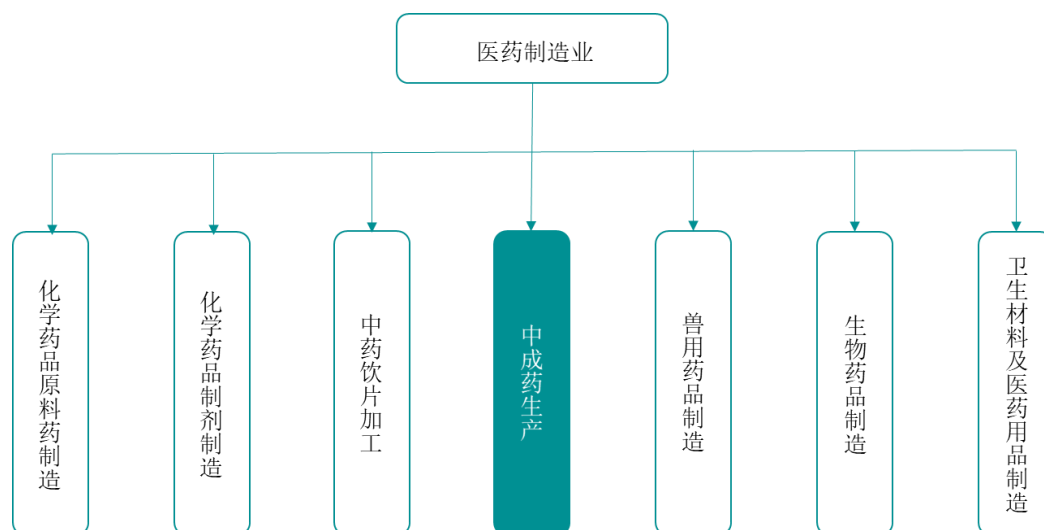 医药制造业
化学药品原料药制造
化学药品制剂制造
中药饮片加工
中成药生产
兽用药品制造
生物药品制造
卫生材料及医药用品制造